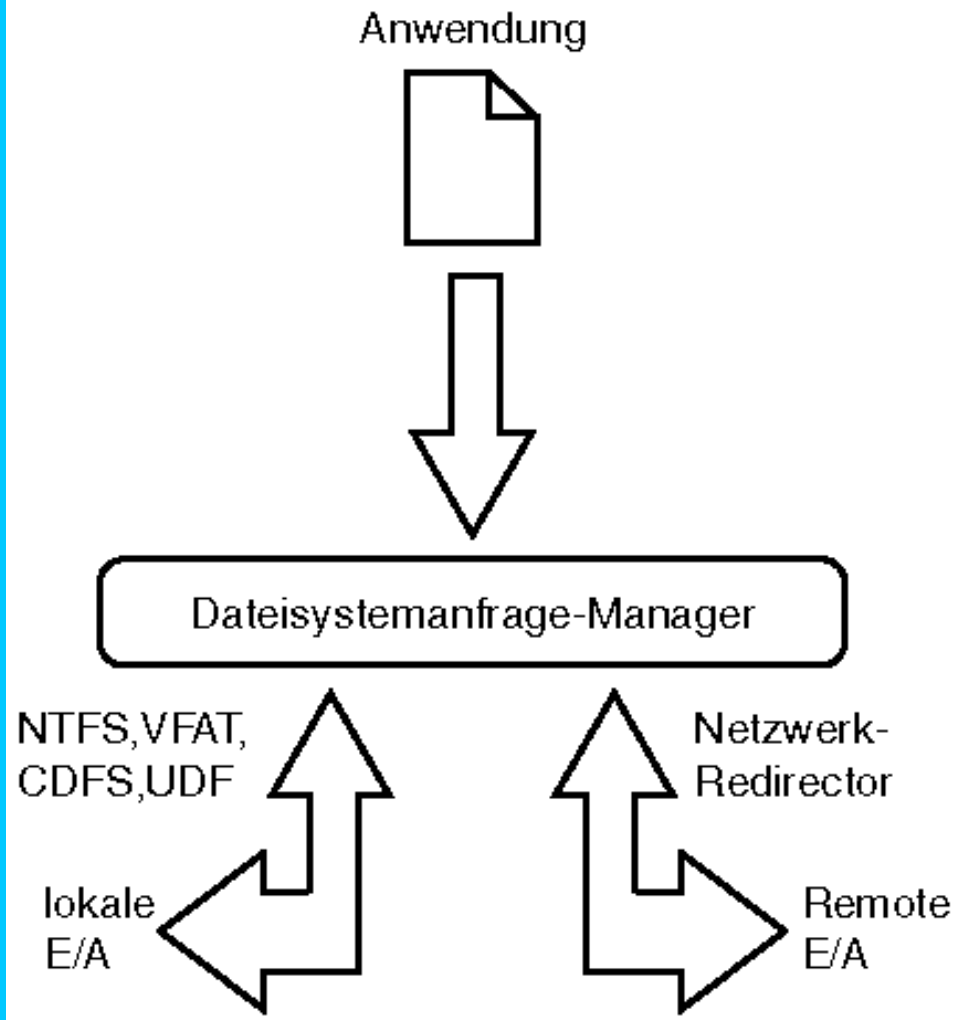 Anwendung
Dateisystemanfrage-Manager
NTFS,VFAT,
CDFS,UDF
Netzwerk-
Redirector
lokale
E/A
Remote
E/A